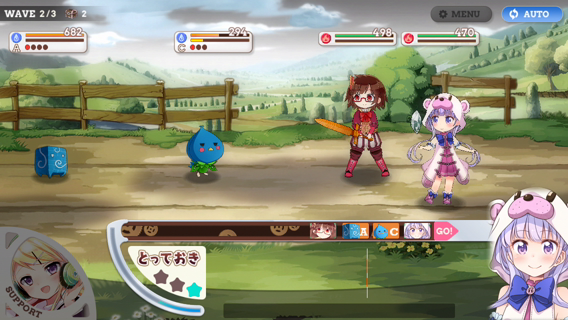 WAVE 2/3 2
MENU
AUTO
682
A
294
C
498
470
A
C
GO!
とっておき
SUPPORT